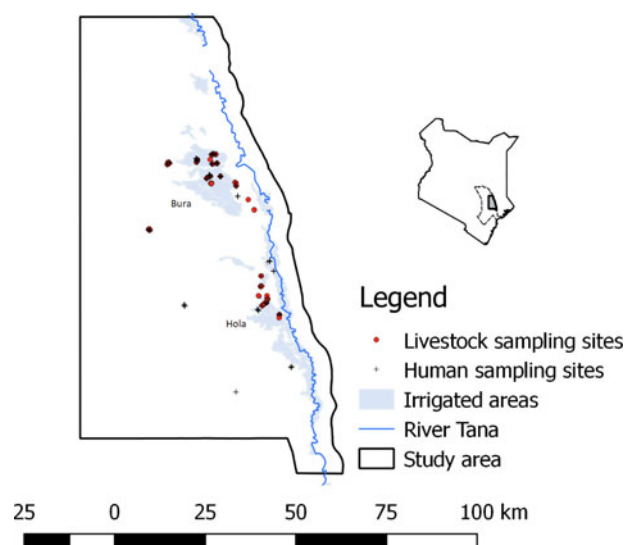 Bura
Hola
Legend
Livestock sampling sites
Human sampling sites
Irrigated areas
River Tana
Study area
25 0 25 50 75 100 km